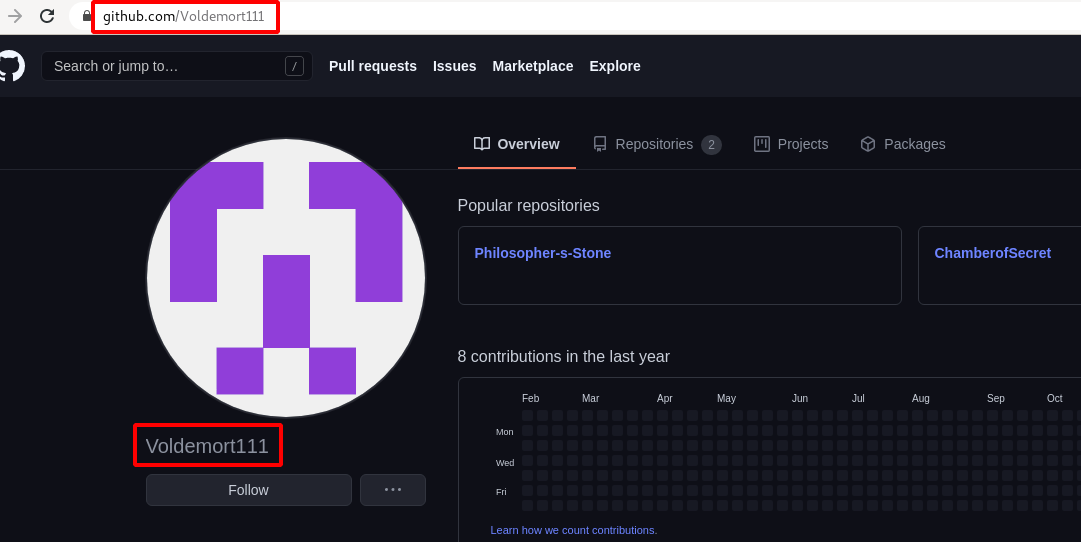 github.com/Voldemort111
Search or jump to…
/
Pull requests
Issues
Marketplace
Explore
Overview
Repositories 2
Projects
Packages
Popular repositories
Philosopher-s-Stone
ChamberofSecret
8 contributions in the last year
Feb Mar Apr May Jun Jul Aug Sep Oct
Mon
Wed
Fri
Learn how we count contributions.
Voldemort111
Follow